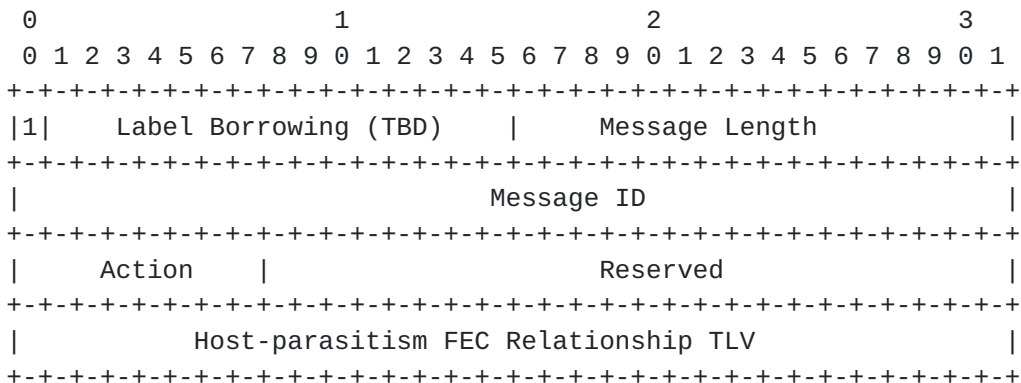 0                   1                   2                   3
 0 1 2 3 4 5 6 7 8 9 0 1 2 3 4 5 6 7 8 9 0 1 2 3 4 5 6 7 8 9 0 1
+-+-+-+-+-+-+-+-+-+-+-+-+-+-+-+-+-+-+-+-+-+-+-+-+-+-+-+-+-+-+-+-+
|1|    Label Borrowing (TBD)    |     Message Length            |
+-+-+-+-+-+-+-+-+-+-+-+-+-+-+-+-+-+-+-+-+-+-+-+-+-+-+-+-+-+-+-+-+
|                              Message ID                       |
+-+-+-+-+-+-+-+-+-+-+-+-+-+-+-+-+-+-+-+-+-+-+-+-+-+-+-+-+-+-+-+-+
|     Action    |                     Reserved                  |
+-+-+-+-+-+-+-+-+-+-+-+-+-+-+-+-+-+-+-+-+-+-+-+-+-+-+-+-+-+-+-+-+
|           Host-parasitism FEC Relationship TLV                |
+-+-+-+-+-+-+-+-+-+-+-+-+-+-+-+-+-+-+-+-+-+-+-+-+-+-+-+-+-+-+-+-+